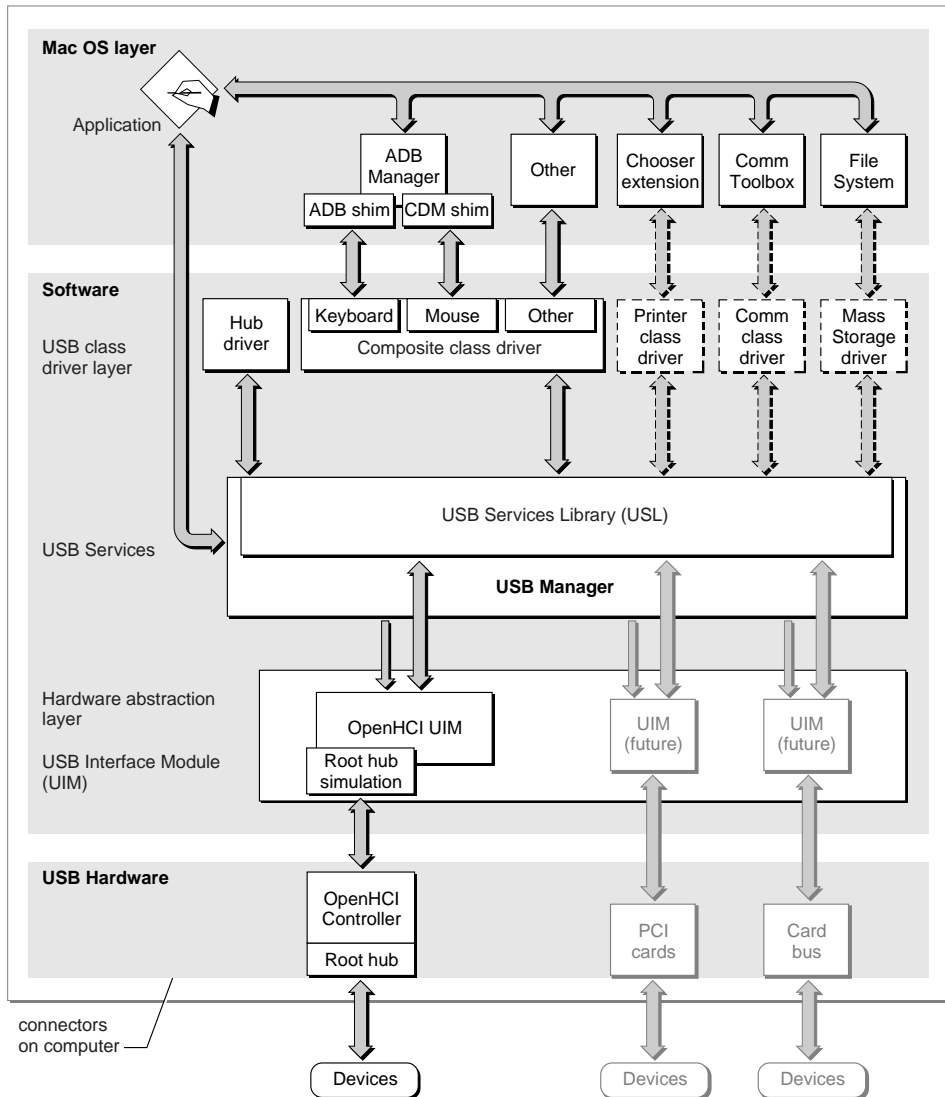 Mac OS layer
Application
ADB
Manager
ADB shim
CDM shim
Other
Chooser
extension
Comm
Toolbox
File
System
Software
USB class
driver layer
Hub
driver
Keyboard
Mouse
Other
Composite class driver
Printer
class
driver
Comm
class
driver
Mass
Storage
driver
USB Services
USB Services Library (USL)
USB Manager
Hardware abstraction
layer
USB Interface Module
(UIM)
OpenHCI UIM
Root hub
simulation
UIM
(future)
UIM
(future)
USB Hardware
OpenHCI
Controller
Root hub
PCI
cards
Card
bus
connectors
on computer
Devices
Devices
Devices